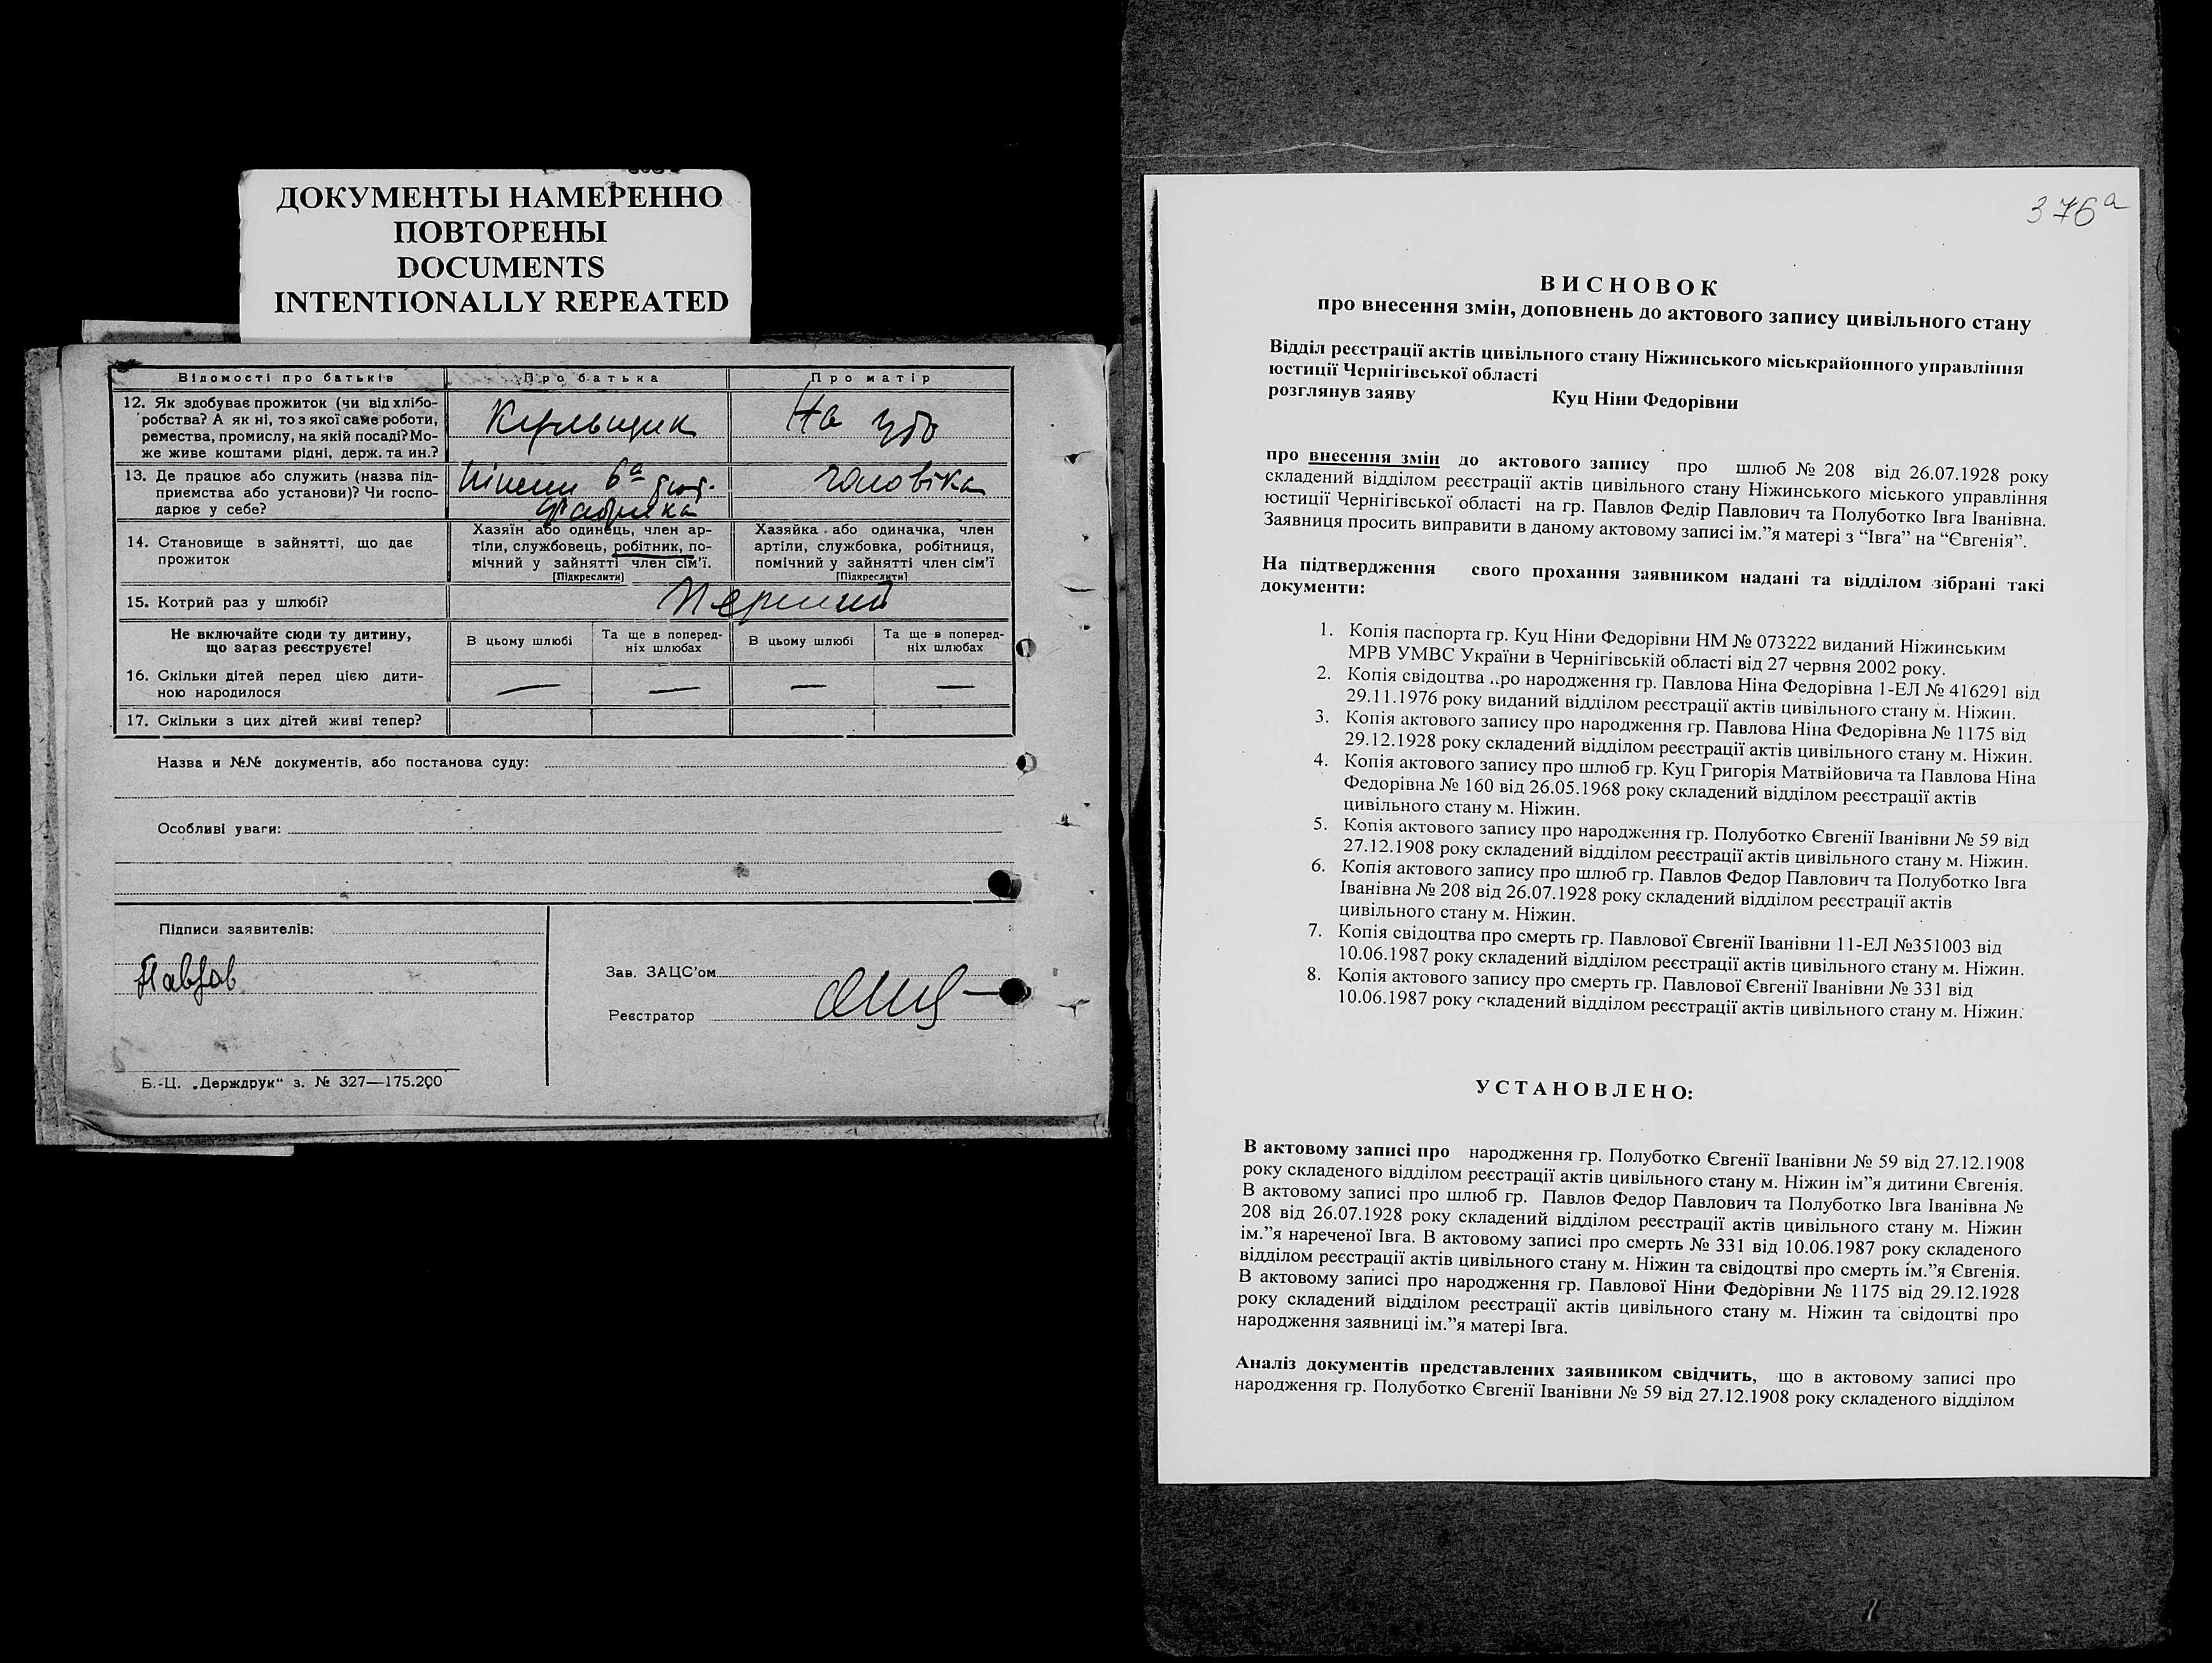 ДОКУМЕНТЫ НАМЕРЕННО
ПОВТОРЕНЫ
DOCUMENTS
INTENTIONALLY REPEATED
Відомості про батьків
Про батька
Про матір
12. Як здобуває прожиток (чи від хлібо-
робства? А як ні, то з якої саме роботи,
ремества, промислу, на якій посаді? Мо-
же живе коштами рідні, держ. та ин.?
На утр
13. Де працює або служить (назва під-
приємства або установи)? Чи госпо-
дарює у себе?
6а
фабрика
головіка
14. Становище в зайнятті, що дає
прожиток
Хазяїн або одинець, член ар-
тіли, службовець, робітник, по-
мічний у зайнятті член сім'ї.
[Підкреслити]
Хазяйка або одиначка, член
артіли, службовка, робітниця,
помічний у зайнятті член сім'ї
[Підкреслити]
15. Котрий раз у шлюбі?
Перший
Не включайте сюди ту дитину,
що зараз реєструєте!
В цьому шлюбі
Та ще в поперед-
ніх шлюбах
В цьому шлюбі
Та ще в поперед-
ніх шлюбах
16. Скільки дітей перед цією дити-
ною народилося
— — — —
17. Скільки з цих дітей живі тепер?
Назва и №№ документів, або постанова суду:
Особливі уваги:
Підписи заявителів:
Павлов
Зав. ЗАЦС'ом
Реєстратор
Б.-Ц. „Держдрук“ з. № 327—175.200
376а
ВИСНОВОК
про внесення змін, доповнень до актового запису цивільного стану
Відділ реєстрації актів цивільного стану Ніжинського міськрайонного управління
юстиції Чернігівської області
розглянув заяву Куц Ніни Федорівни
про внесення змін до актового запису про шлюб № 208 від 26.07.1928 року
складений відділом реєстрації актів цивільного стану Ніжинського міського управління
юстиції Чернігівської області на гр. Павлов Федір Павлович та Полуботко Івга Іванівна.
Заявниця просить виправити в даному актовому записі ім.”я матері з “Івга” на “Євгенія”.
На підтвердження свого прохання заявником надані та відділом зібрані такі
документи:
1. Копія паспорта гр. Куц Ніни Федорівни НМ № 073222 виданий Ніжинським
МРВ УМВС України в Чернігівській області від 27 червня 2002 року.
2. Копія свідоцтва про народження гр. Павлова Ніна Федорівна 1-ЕЛ № 416291 від
29.11.1976 року виданий відділом реєстрації актів цивільного стану м. Ніжин.
3. Копія актового запису про народження гр. Павлова Ніна Федорівна № 1175 від
29.12.1928 року складений відділом реєстрації актів цивільного стану м. Ніжин.
4. Копія актового запису про шлюб гр. Куц Григорія Матвійовича та Павлова Ніна
Федорівна № 160 від 26.05.1968 року складений відділом реєстрації актів
цивільного стану м. Ніжин.
5. Копія актового запису про народження гр. Полуботко Євгенії Іванівни № 59 від
27.12.1908 року складений відділом реєстрації актів цивільного стану м. Ніжин.
6. Копія актового запису про шлюб гр. Павлов Федор Павлович та Полуботко Івга
Іванівна № 208 від 26.07.1928 року складений відділом реєстрації актів
цивільного стану м. Ніжин.
7. Копія свідоцтва про смерть гр. Павлової Євгенії Іванівни 11-ЕЛ №351003 від
10.06.1987 року складений відділом реєстрації актів цивільного стану м. Ніжин.
8. Копія актового запису про смерть гр. Павлової Євгенії Іванівни № 331 від
10.06.1987 року складений відділом реєстрації актів цивільного стану м. Ніжин.
УСТАНОВЛЕНО:
В актовому записі про народження гр. Полуботко Євгенії Іванівни № 59 від 27.12.1908
року складеного відділом реєстрації актів цивільного стану м. Ніжин ім”я дитини Євгенія.
В актовому записі про шлюб гр. Павлов Федор Павлович та Полуботко Івга Іванівна №
208 від 26.07.1928 року складений відділом реєстрації актів цивільного стану м. Ніжин
ім.”я нареченої Івга. В актовому записі про смерть № 331 від 10.06.1987 року складеного
відділом реєстрації актів цивільного стану м. Ніжин та свідоцтві про смерть ім.”я Євгенія.
В актовому записі про народження гр. Павлової Ніни Федорівни № 1175 від 29.12.1928
року складений відділом реєстрації актів цивільного стану м. Ніжин та свідоцтві про
народження заявниці ім.”я матері Івга.
Аналіз документів представлених заявником свідчить, що в актовому записі про
народження гр. Полуботко Євгенії Іванівни № 59 від 27.12.1908 року складеного відділом